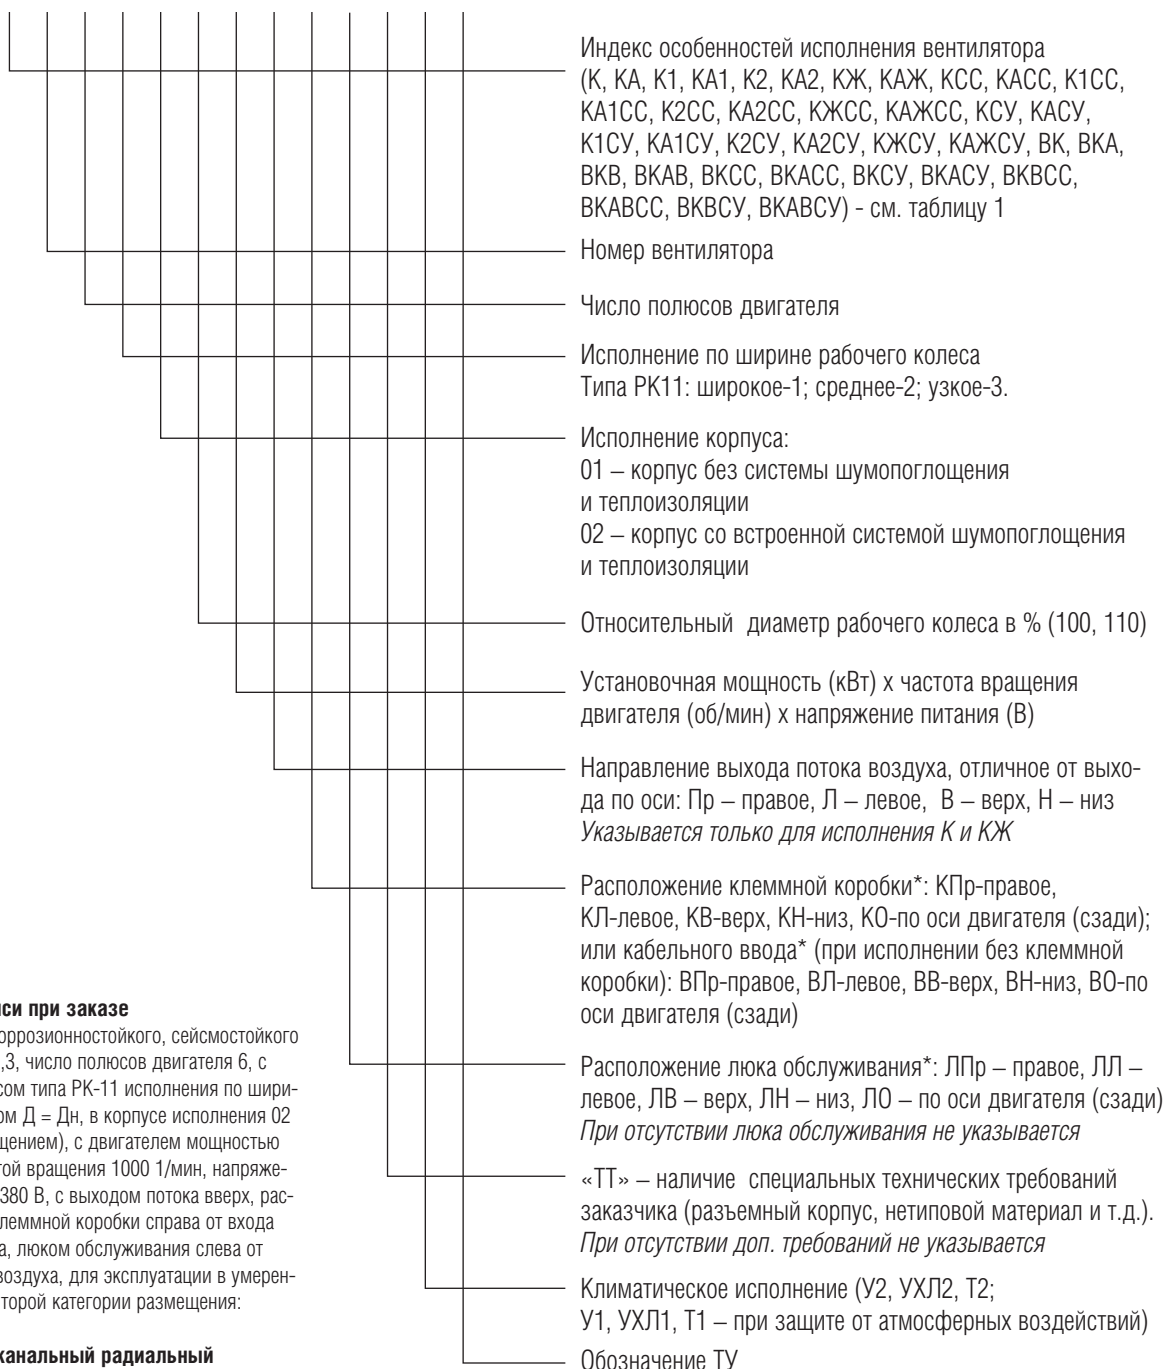 Индекс особенностей исполнения вентилятора
(К, КА, К1, КА1, К2, КА2, КЖ, КАЖ, КСС, КАСС, К1СС,
КА1СС, К2СС, КА2СС, КЖСС, КАЖСС, КСУ, КАСУ,
К1СУ, КА1СУ, К2СУ, КА2СУ, КЖСУ, КАЖСУ, ВК, ВКА,
ВКВ, ВКАВ, ВКСС, ВКАСС, ВКСУ, ВКАСУ, ВКВСС,
ВКАВСС, ВКВСУ, ВКАВСУ) - см. таблицу 1
Номер вентилятора
Число полюсов двигателя
Исполнение по ширине рабочего колеса
Типа РК11: широкое-1; среднее-2; узкое-3.
Исполнение корпуса:
01 – корпус без системы шумопоглощения
и теплоизоляции
02 – корпус со встроенной системой шумопоглощения
и теплоизоляции
Относительный диаметр рабочего колеса в % (100, 110)
Установочная мощность (кВт) х частота вращения
двигателя (об/мин) х напряжение питания (В)
Направление выхода потока воздуха, отличное от выхо-
да по оси: Пр – правое, Л – левое, В – верх, Н – низ
Указывается только для исполнения К и КЖ
Расположение клеммной коробки*: КПр-правое,
КЛ-левое, КВ-верх, КН-низ, КО-по оси двигателя (сзади);
или кабельного ввода* (при исполнении без клеммной
коробки): ВПр-правое, ВЛ-левое, ВВ-верх, ВН-низ, ВО-по
оси двигателя (сзади)
Расположение люка обслуживания*: ЛПр – правое, ЛЛ –
левое, ЛВ – верх, ЛН – низ, ЛО – по оси двигателя (сзади)
При отсутствии люка обслуживания не указывается
«ТТ» – наличие специальных технических требований
заказчика (разъемный корпус, нетиповой материал и т.д.).
При отсутствии доп. требований не указывается
Климатическое исполнение (У2, УХЛ2, Т2;
У1, УХЛ1, Т1 – при защите от атмосферных воздействий)
Обозначение ТУ
си при заказе
оррозионностойкого, сейсмостойкого
,3, число полюсов двигателя 6, с
сом типа РК-11 исполнения по шири-
ом Д = Дн, в корпусе исполнения 02
щением), с двигателем мощностью
той вращения 1000 1/мин, напряже-
380 В, с выходом потока вверх, рас-
леммной коробки справа от входа
а, люком обслуживания слева от
воздуха, для эксплуатации в умерен-
торой категории размещения:
канальный радиальный